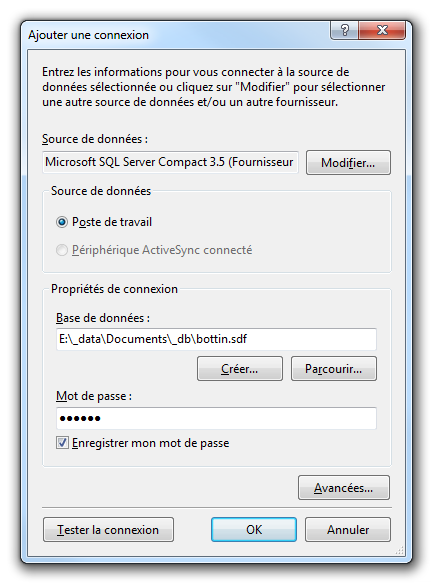 Ajouter une connexion
Entrez les informations pour vous connecter à la source de
données sélectionnée ou cliquez sur "Modifier" pour sélectionner
une autre source de données et/ou un autre fournisseur.
Source de données :
Microsoft SQL Server Compact 3.5 (Fournisseur
Modifier...
Source de données
Poste de travail
Périphérique ActiveSync connecté
Propriétés de connexion
Base de données :
E:\_data\Documents\_db\bottin.sdf
Créer...
Parcourir...
Mot de passe :
●●●●●●
Enregistrer mon mot de passe
Avancées...
Tester la connexion
OK
Annuler